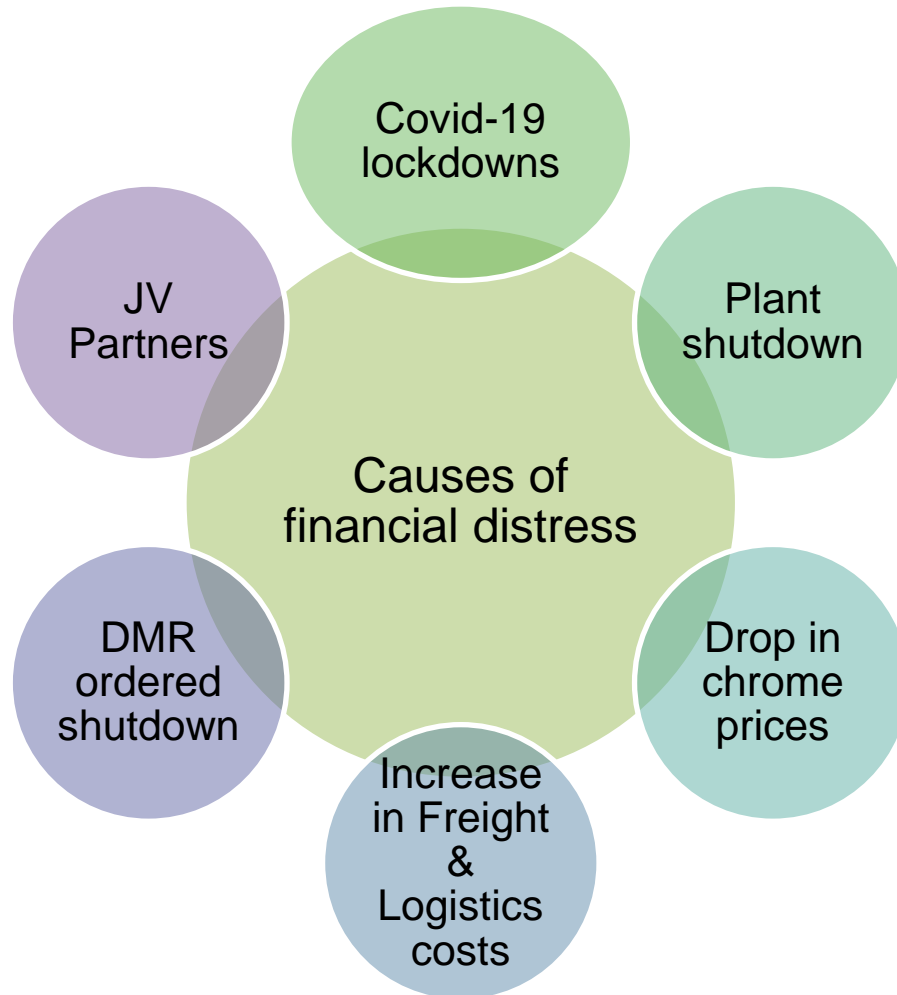 Covid-19
lockdowns
JV
Partners
Plant
shutdown
Causes of
financial distress
DMR
ordered
shutdown
Drop in
chrome
prices
Increase
in Freight
&
Logistics
costs